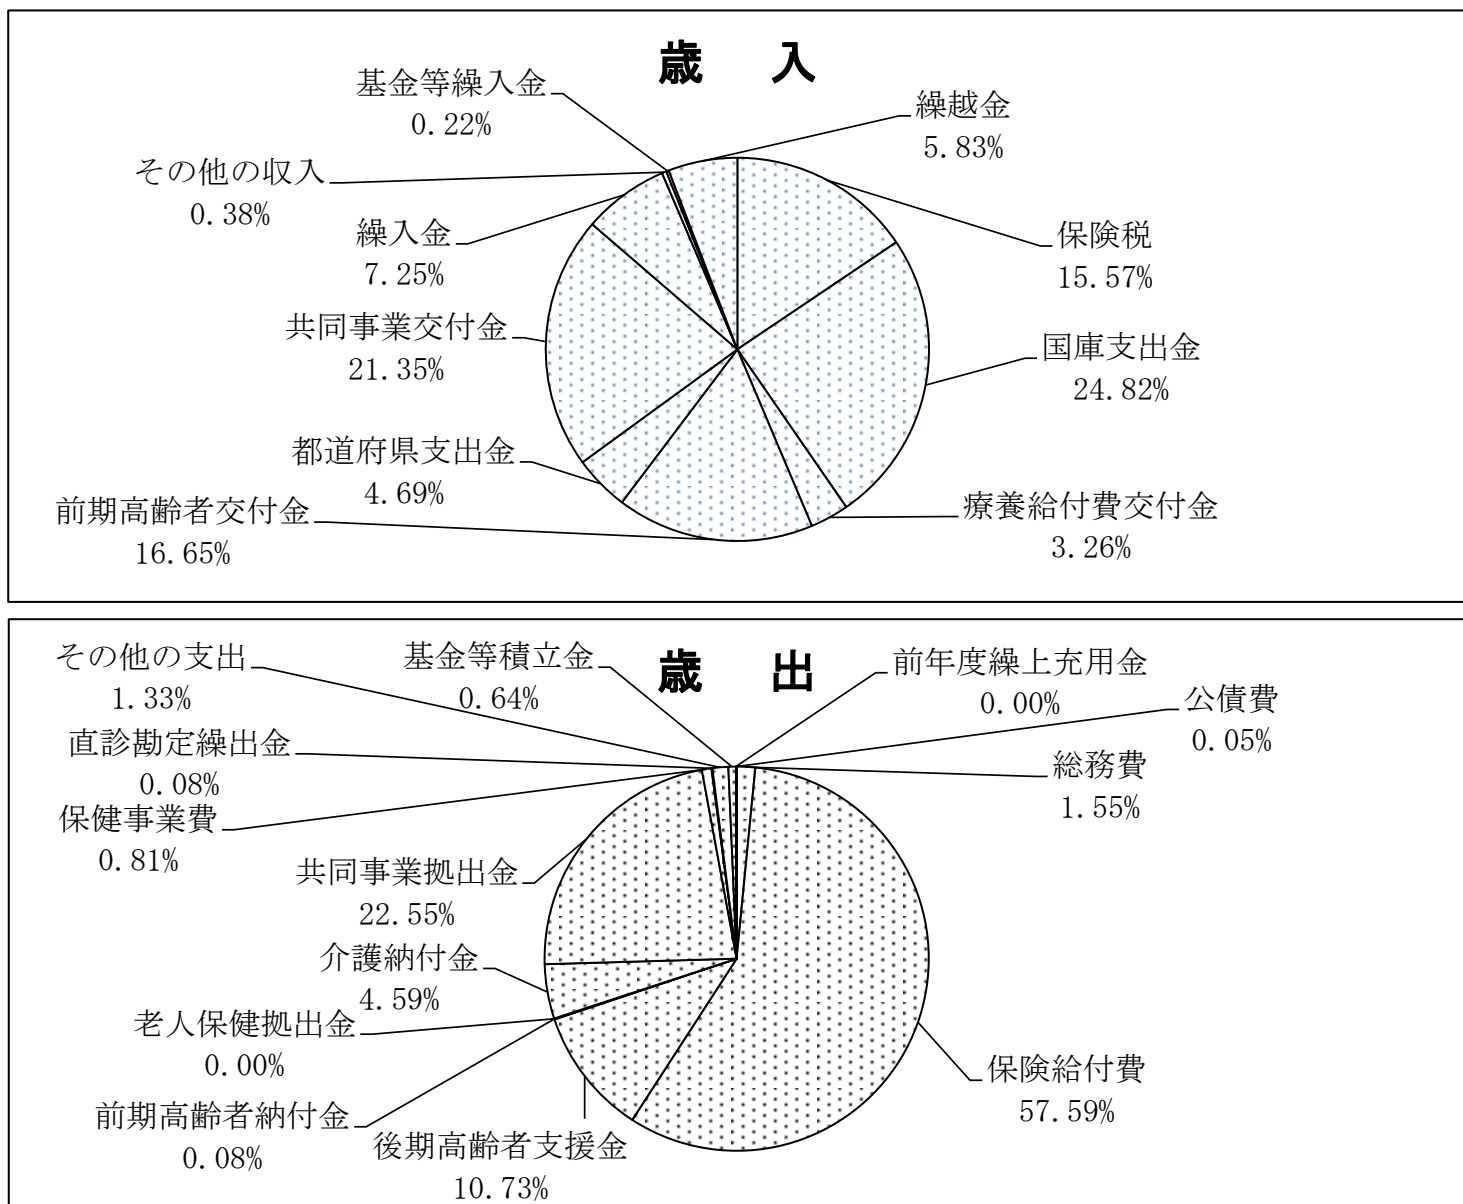 歳 入
基金等繰入金
0.22%
繰越金
5.83%
その他の収入
0.38%
繰入金
7.25%
保険税
15.57%
共同事業交付金
21.35%
国庫支出金
24.82%
都道府県支出金
4.69%
前期高齢者交付金
16.65%
療養給付費交付金
3.26%
歳 出
その他の支出
1.33%
基金等積立金
0.64%
前年度繰上充用金
0.00%
公債費
0.05%
直診勘定繰出金
0.08%
総務費
1.55%
保健事業費
0.81%
共同事業拠出金
22.55%
介護納付金
4.59%
老人保健拠出金
0.00%
保険給付費
57.59%
前期高齢者納付金
0.08%
後期高齢者支援金
10.73%